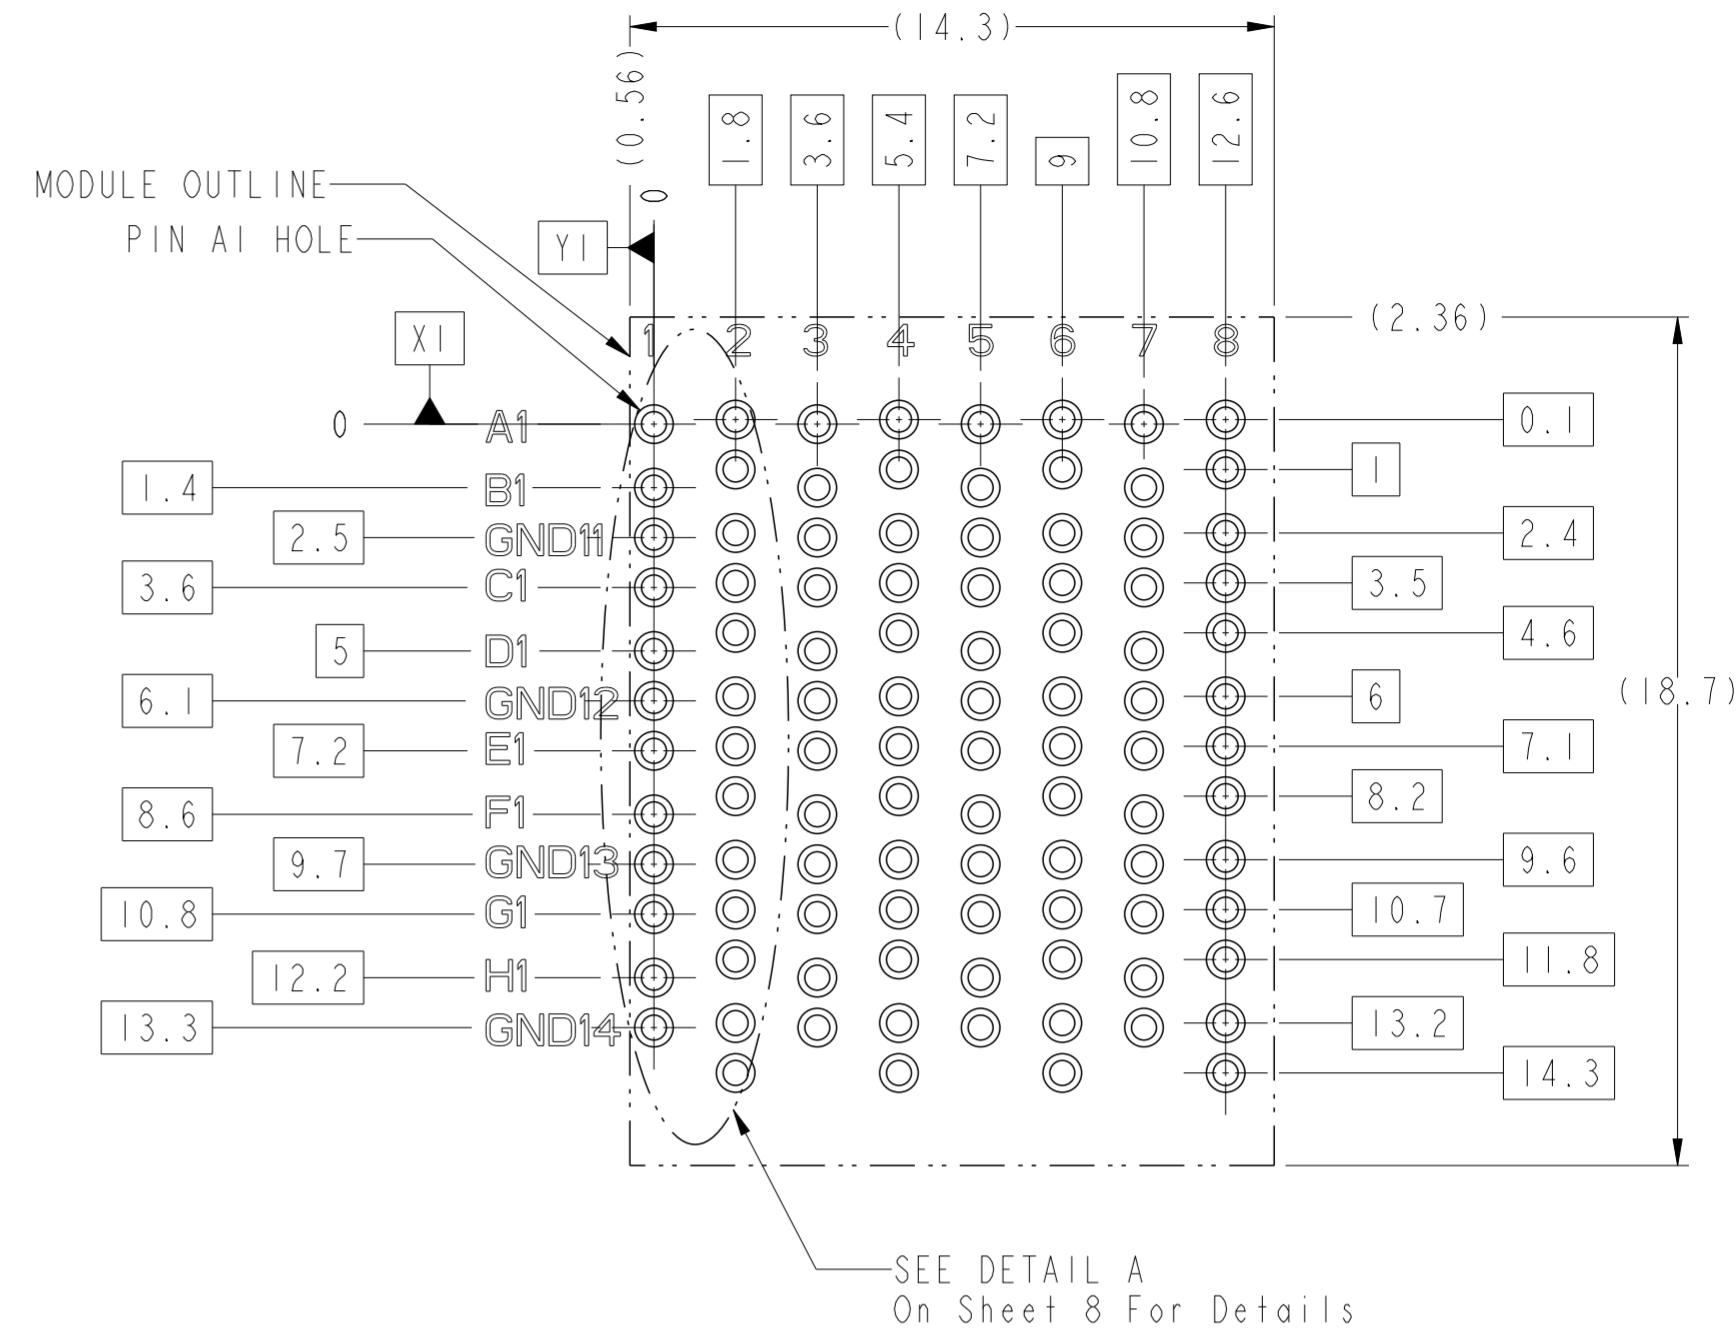 (14.3)
(0.56)
0
1.8
3.6
5.4
7.2
9
10.8
12.6
MODULE OUTLINE
PIN A1 HOLE
Y1
X1
(2.36)
1 2 3 4 5 6 7 8
0 A1 0.1
1
1.4 B1
2.5 GND11 2.4
3.6 C1 3.5
4.6
5 D1
6.1 GND12 6
(18.7)
7.2 E1 7.1
8.2
8.6 F1
9.7 GND13 9.6
10.8 G1 10.7
11.8
12.2 H1
13.3 GND14 13.2
14.3
SEE DETAIL A
On Sheet 8 For Details